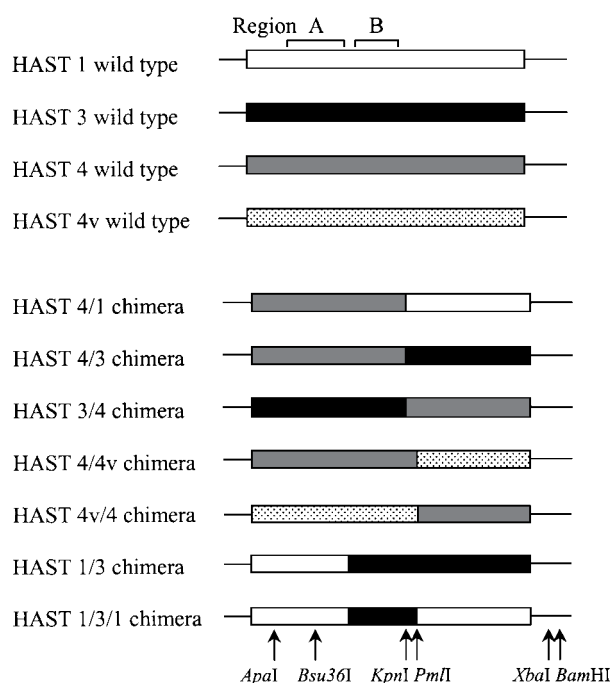 Region A B
HAST 1 wild type
HAST 3 wild type
HAST 4 wild type
HAST 4v wild type
HAST 4/1 chimera
HAST 4/3 chimera
HAST 3/4 chimera
HAST 4/4v chimera
HAST 4v/4 chimera
HAST 1/3 chimera
HAST 1/3/1 chimera
ApaI Bsu36I KpnI PmlI XbaI BamHI